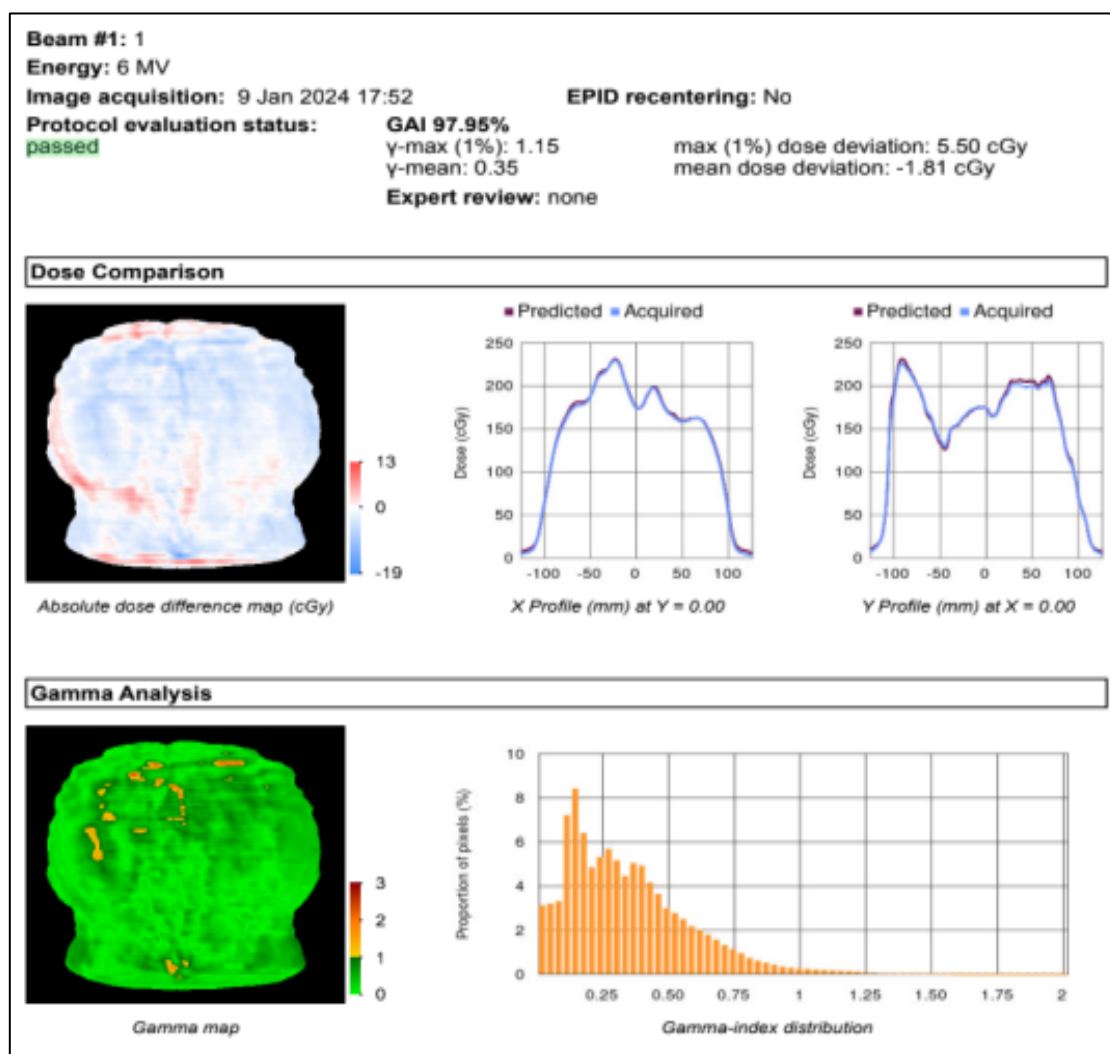 Beam #1: 1
Energy: 6 MV
Image acquisition: 9 Jan 2024 17:52 EPID recentering: No
Protocol evaluation status: GAI 97.95%
passed γ-max (1%): 1.15 max (1%) dose deviation: 5.50 cGy
γ-mean: 0.35 mean dose deviation: -1.81 cGy
Expert review: none
Dose Comparison
13
0
-19
Absolute dose difference map (cGy)
Predicted Acquired
Dose (cGy)
250
200
150
100
50
0
-100 -50 0 50 100
X Profile (mm) at Y = 0.00
Predicted Acquired
Dose (cGy)
250
200
150
100
50
0
-100 -50 0 50 100
Y Profile (mm) at X = 0.00
Gamma Analysis
3
2
1
0
Gamma map
Proportion of pixels (%)
10
8
6
4
2
0
0.25 0.50 0.75 1 1.25 1.50 1.75 2
Gamma-index distribution